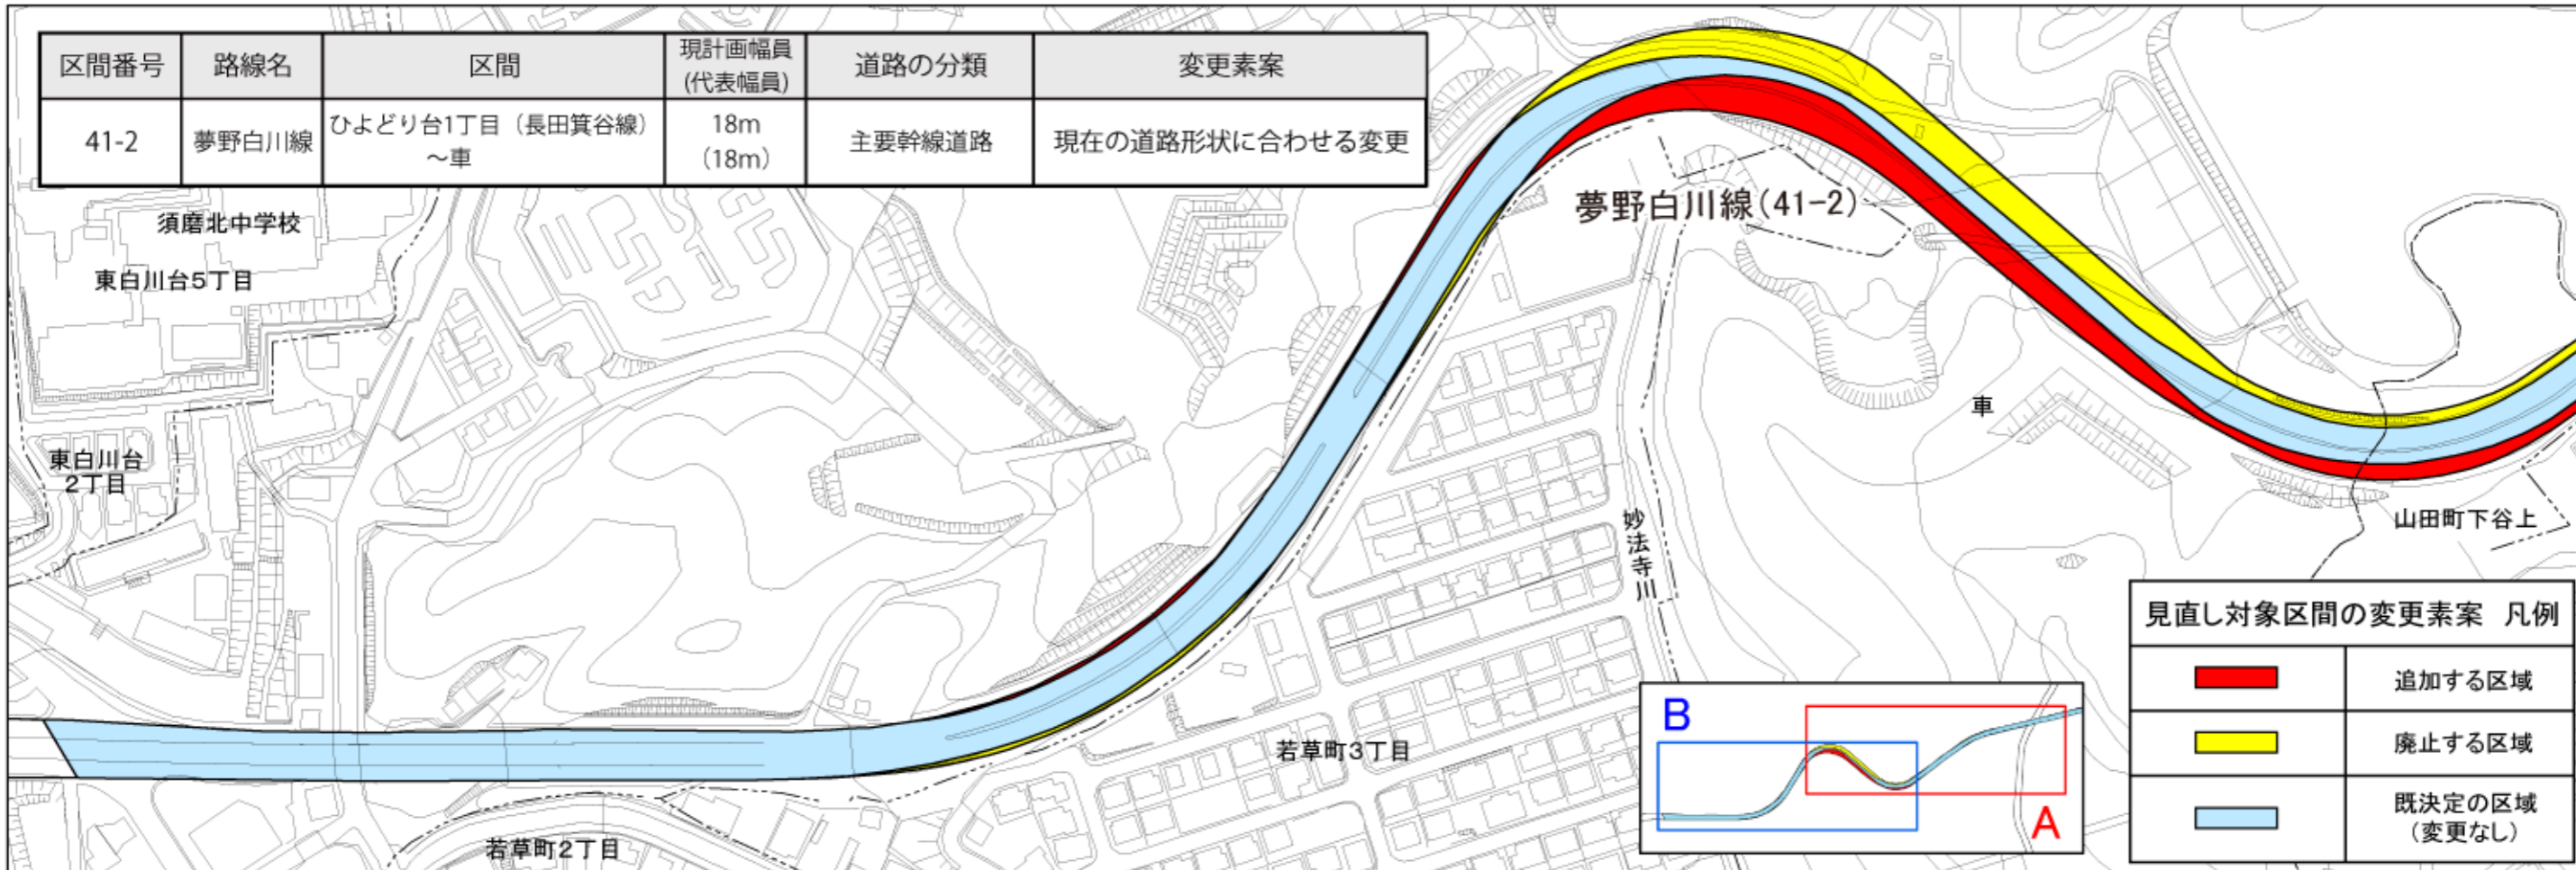 区間番号
路線名
区間
現計画幅員
(代表幅員)
道路の分類
変更素案
41-2
夢野白川線
ひよどり台1丁目（長田箕谷線）
～車
18m
（18m）
主要幹線道路
現在の道路形状に合わせる変更
須磨北中学校
東白川台5丁目
東白川台
2丁目
夢野白川線(41-2)
車
山田町下谷上
妙法寺川
若草町3丁目
若草町2丁目
B
A
見直し対象区間の変更素案 凡例
追加する区域
廃止する区域
既決定の区域
（変更なし）